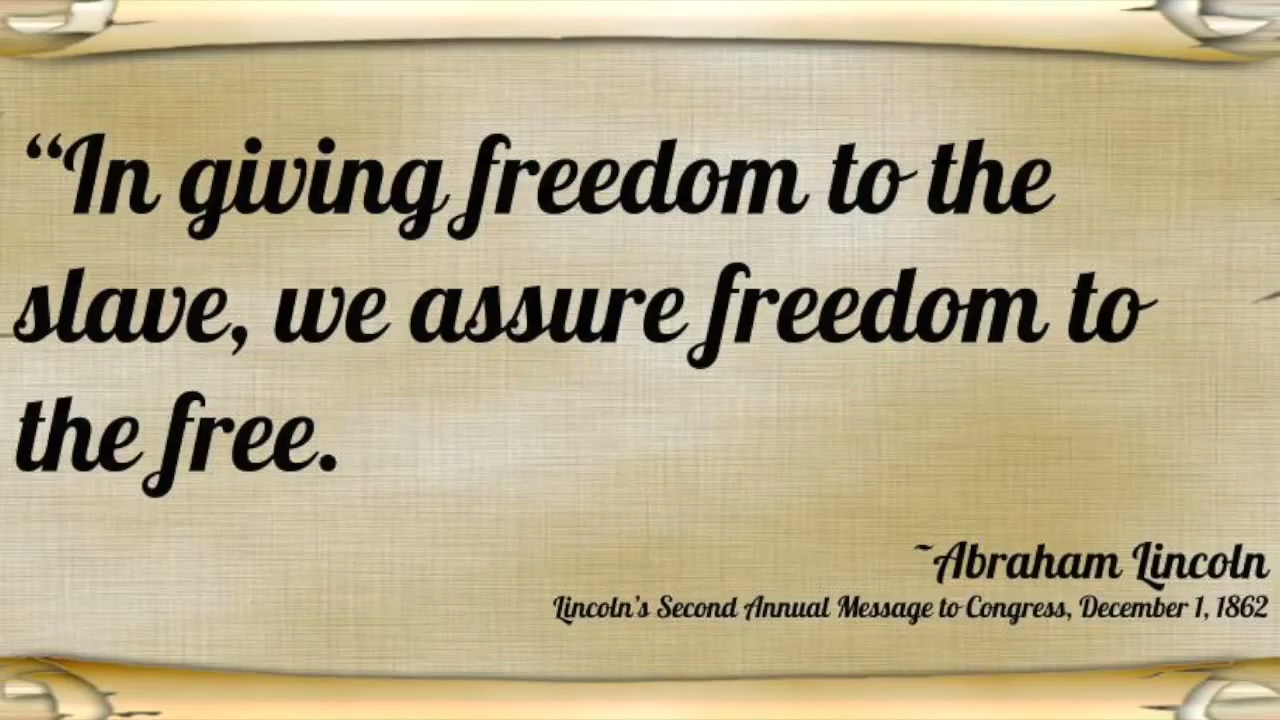 “In giving freedom to the
slave, we assure freedom to
the free.
~Abraham Lincoln
Lincoln’s Second Annual Message to Congress, December 1, 1862